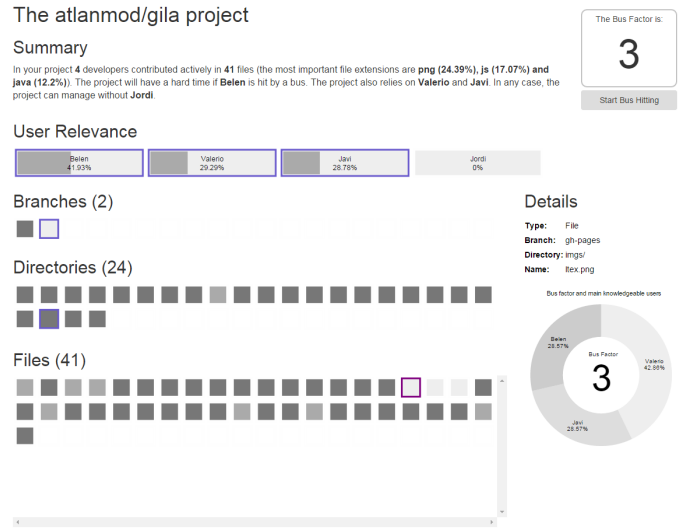 The atlanmod/gila project
The Bus Factor is:
3
Start Bus Hitting
Summary
In your project 4 developers contributed actively in 41 files (the most important file extensions are png (24.39%), js (17.07%) and
java (12.2%)). The project will have a hard time if Belen is hit by a bus. The project also relies on Valerio and Javi. In any case, the
project can manage without Jordi.
User Relevance
Belen
41.93%
Valerio
29.29%
Javi
28.78%
Jordi
0%
Branches (2)
Directories (24)
Files (41)
Details
Type: File
Branch: gh-pages
Directory: imgs/
Name: ltex.png
Bus factor and main knowledgeable users
Belen
28.57%
Bus Factor
3
Valerio
42.86%
Javi
28.57%